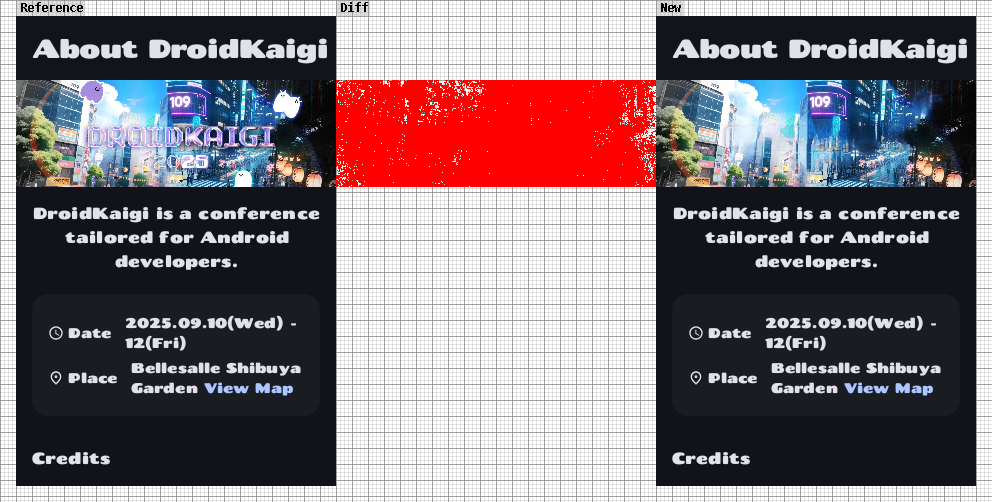 Reference
Diff
New
About DroidKaigi
109
DROIDKAIGI
2025
DroidKaigi is a conference
tailored for Android
developers.
Date
2025.09.10(Wed) -
12(Fri)
Place
Bellesalle Shibuya
Garden View Map
Credits
About DroidKaigi
109
DroidKaigi is a conference
tailored for Android
developers.
Date
2025.09.10(Wed) -
12(Fri)
Place
Bellesalle Shibuya
Garden View Map
Credits